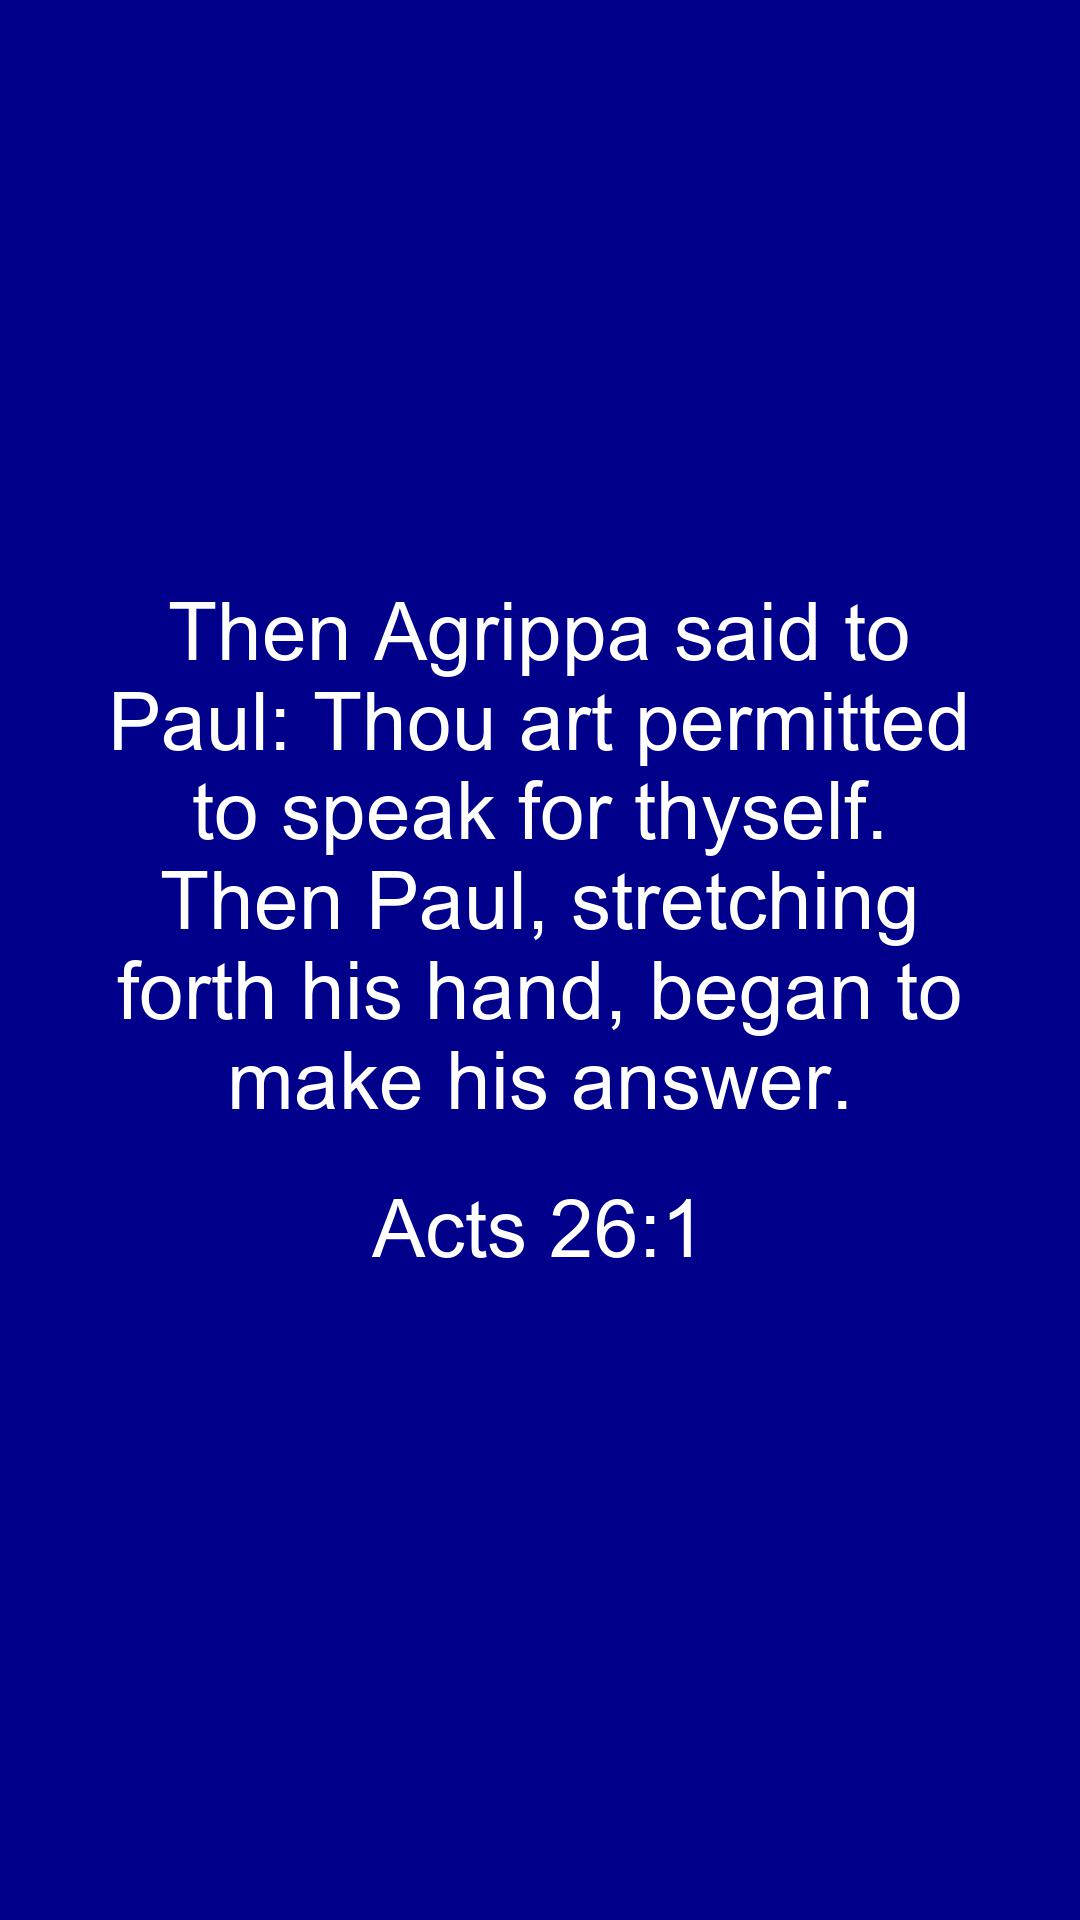 Then Agrippa said to
Paul: Thou art permitted
to speak for thyself.
Then Paul, stretching
forth his hand, began to
make his answer.
Acts 26:1